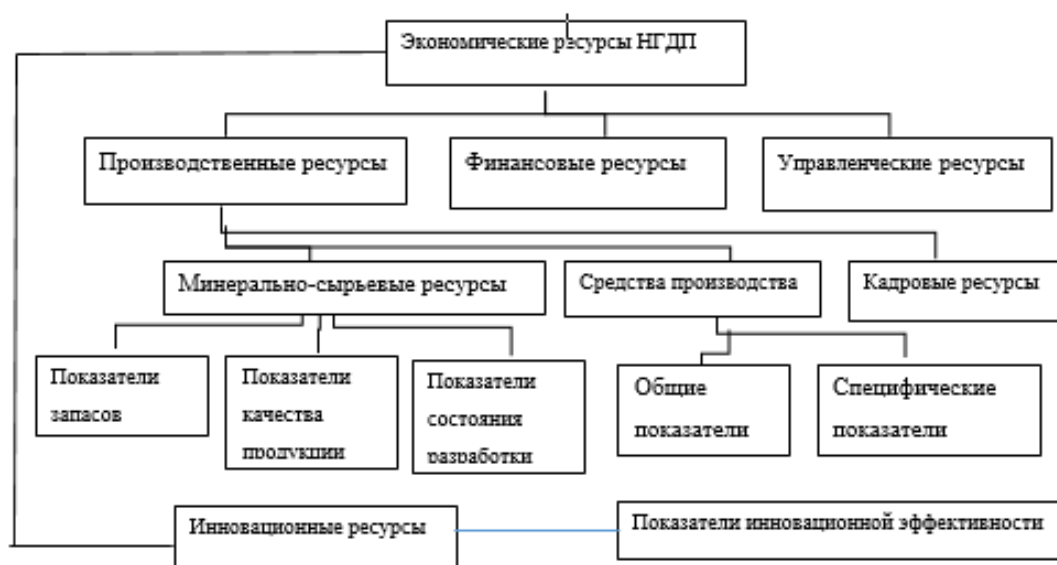 Экономические ресурсы НГДП
Производственные ресурсы
Финансовые ресурсы
Управленческие ресурсы
Минерально-сырьевые ресурсы
Средства производства
Кадровые ресурсы
Показатели
запасов
Показатели
качества
продукции
Показатели
состояния
разработки
Общие
показатели
Специфические
показатели
Инновационные ресурсы
Показатели инновационной эффективности